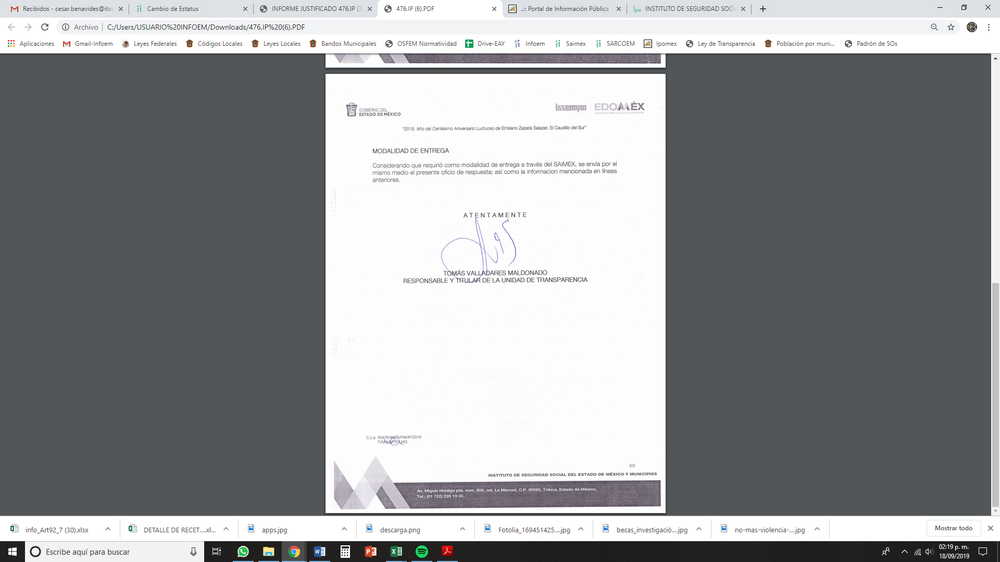 Recibidos - cesar.benavides@itai
Cambio de Estatus
INFORME JUSTIFICADO 476.IP (3
476.IP (6).PDF
..:: Portal de Información Pública
INSTITUTO DE SEGURIDAD SOCI
Archivo
C:/Users/USUARIO%20INFOEM/Downloads/476.IP%20(6).PDF
Aplicaciones
Gmail-Infoem
Leyes Federales
Códigos Locales
Leyes Locales
Bandos Municipales
OSFEM Normatividad
Drive-EAY
Infoem
Saimex
SARCOEM
Ipomex
Ley de Transparencia
Población por muni...
Padrón de SOs
GOBIERNO DEL
ESTADO DE MÉXICO
issemym
EDOMÉX
"2019. Año del Centésimo Aniversario Luctuoso de Emiliano Zapata Salazar, El Caudillo del Sur"
MODALIDAD DE ENTREGA
Considerando que requirió como modalidad de entrega a través del SAIMEX, se envía por el
mismo medio el presente oficio de respuesta; así como la informacion mencionada en líneas
anteriores.
ATENTAMENTE
TOMÁS VALLADARES MALDONADO
RESPONSABLE Y TITULAR DE LA UNIDAD DE TRANSPARENCIA
C.c.p. 00476/ISSEMYM/IP/2019
2/2
INSTITUTO DE SEGURIDAD SOCIAL DEL ESTADO DE MÉXICO Y MUNICIPIOS
Av. Miguel Hidalgo pte. núm. 600, col. La Merced, C.P. 50080, Toluca, Estado de México.
Tel.: (01 722) 226 19 00.
info_Art92_7 (30).xlsx
DETALLE DE RECET....xl...
apps.jpg
descarga.png
Fotolia_169451425....jpg
becas_investigació....jpg
no-mas-violencia-....jpg
Mostrar todo
Escribe aquí para buscar
02:19 p. m.
18/09/2019